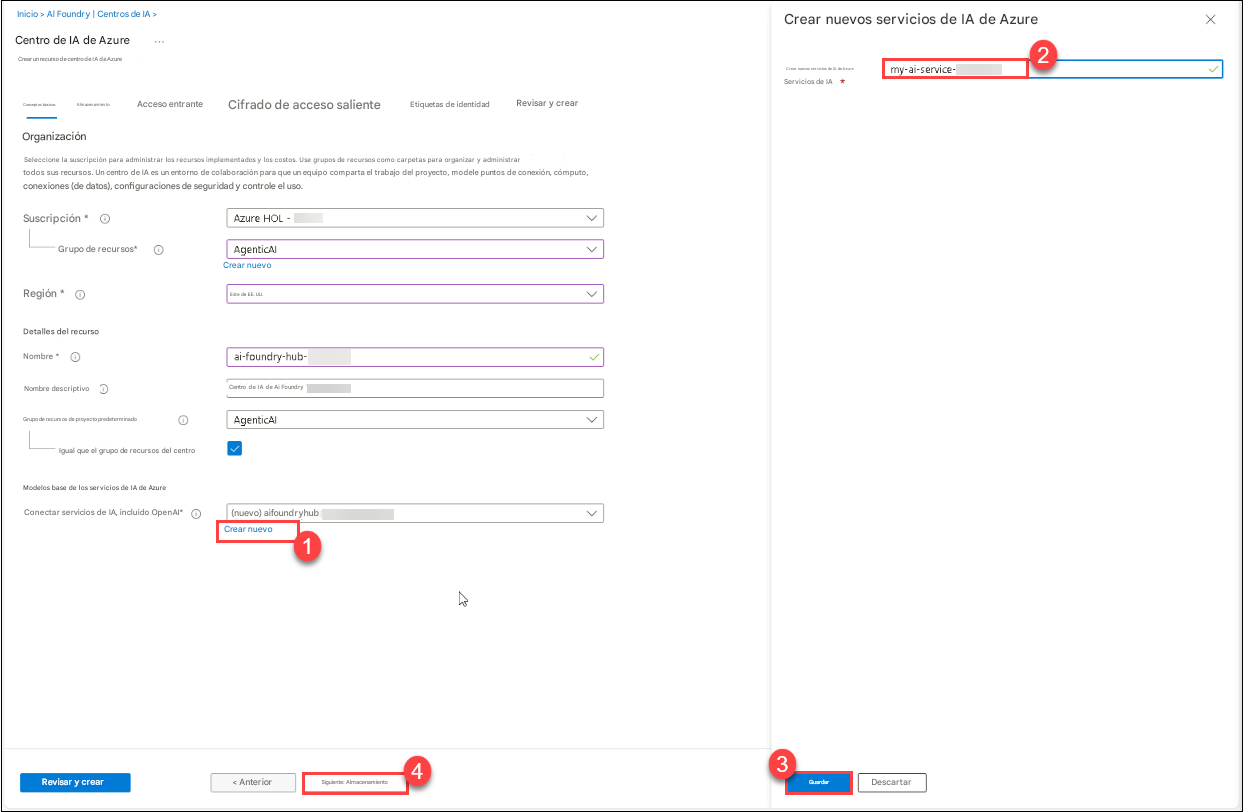 Inicio > AI Foundry | Centros de IA >
Centro de IA de Azure ...
Crear un recurso de centro de IA de Azure
Conceptos básicos Almacenamiento Acceso entrante Cifrado de acceso saliente Etiquetas de identidad Revisar y crear
Organización
Seleccione la suscripción para administrar los recursos implementados y los costos. Use grupos de recursos como carpetas para organizar y administrar
todos sus recursos. Un centro de IA es un entorno de colaboración para que un equipo comparta el trabajo del proyecto, modele puntos de conexión, cómputo,
conexiones (de datos), configuraciones de seguridad y controle el uso.
Suscripción * Azure HOL -
Grupo de recursos* AgenticAI
Crear nuevo
Región * Este de EE. UU.
Detalles del recurso
Nombre * ai-foundry-hub-
Nombre descriptivo Centro de IA de Ai Foundry
Grupo de recursos de proyecto predeterminado AgenticAI
Igual que el grupo de recursos del centro
Modelos base de los servicios de IA de Azure
Conectar servicios de IA, incluido OpenAI* (nuevo) aifoundryhub
Crear nuevo
1
Revisar y crear < Anterior Siguiente: Almacenamiento
4
Crear nuevos servicios de IA de Azure
2
Crear nuevos servicios de IA de Azure
Servicios de IA * my-ai-service-
3
Guardar Descartar